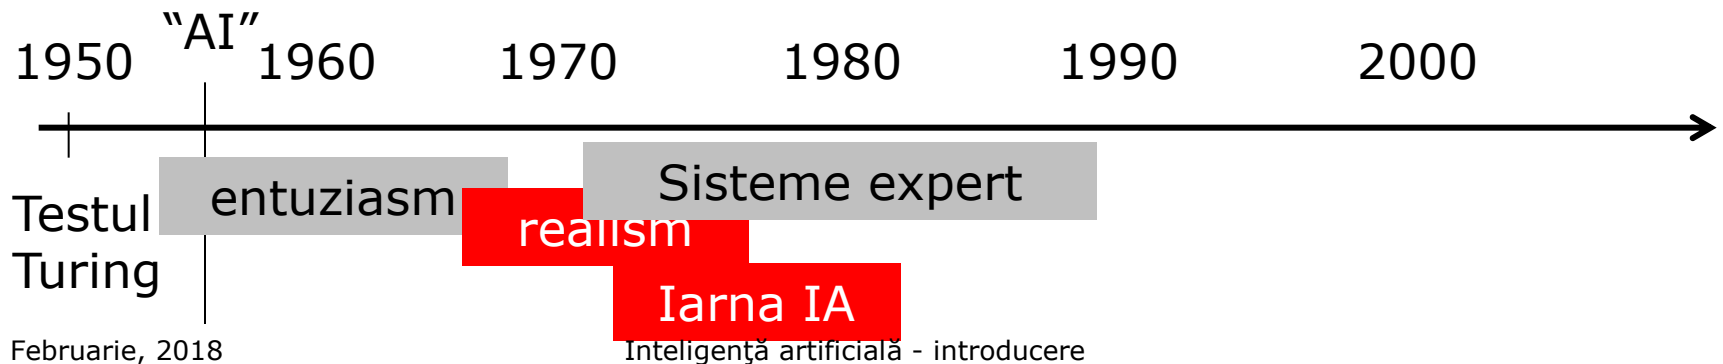 “AI”
1950 1960 1970 1980 1990 2000
Sisteme expert
entuziasm
Testul
realism
Turing
Iarna IA
Februarie, 2018 Inteligenţă artificială - introducere